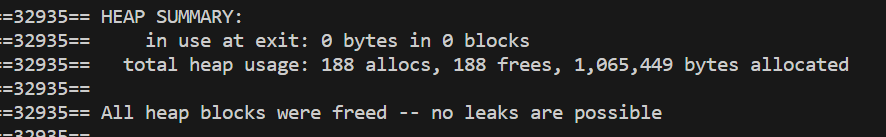 ==32935== HEAP SUMMARY:
==32935==     in use at exit: 0 bytes in 0 blocks
==32935==   total heap usage: 188 allocs, 188 frees, 1,065,449 bytes allocated
==32935==
==32935== All heap blocks were freed -- no leaks are possible
==32935==